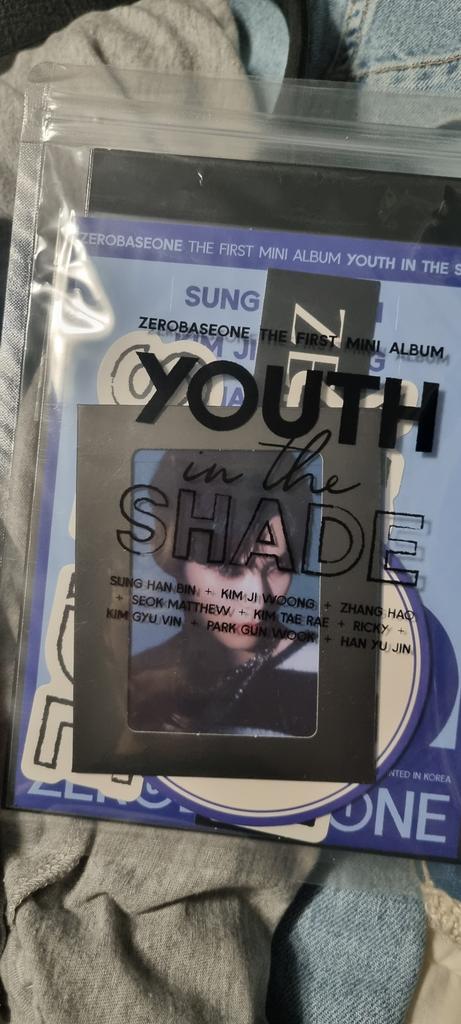 ZEROBASEONE THE FIRST MINI ALBUM YOUTH IN THE S
SUNG
ZEROBASEONE THE FIRST MINI ALBUM
KIM JI
YOUTH
in the
SHADE
SUNG HAN BIN + KIM JI WOONG + ZHANG HAO
+ SEOK MATTHEW + KIM TAE RAE + RICKY +
KIM GYU VIN + PARK GUN WOOK + HAN YU JIN
NTED IN KOREA
ZERO
ONE